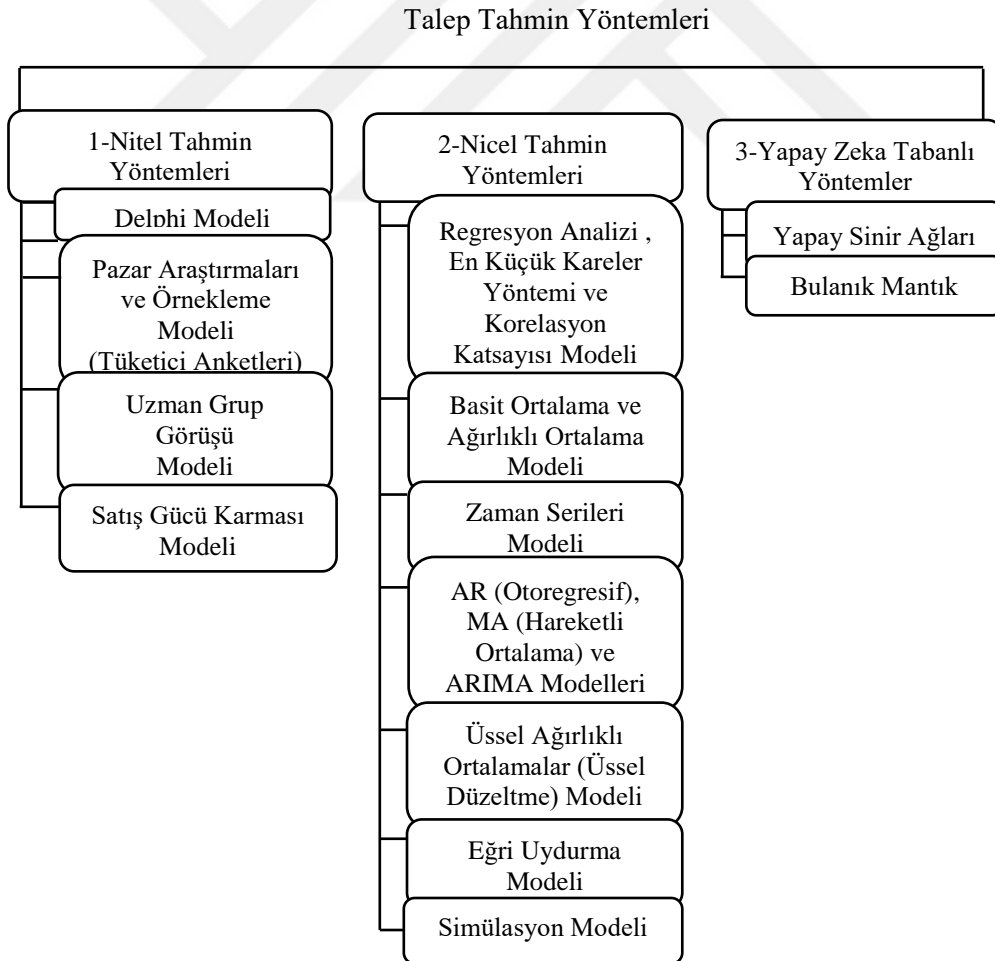 Talep Tahmin Yöntemleri
1-Nitel Tahmin
Yöntemleri
Delphi Modeli
Pazar Araştırmaları
ve Örnekleme
Modeli
(Tüketici Anketleri)
Uzman Grup
Görüşü
Modeli
Satış Gücü Karması
Modeli
2-Nicel Tahmin
Yöntemleri
Regresyon Analizi ,
En Küçük Kareler
Yöntemi ve
Korelasyon
Katsayısı Modeli
Basit Ortalama ve
Ağırlıklı Ortalama
Modeli
Zaman Serileri
Modeli
AR (Otoregresif),
MA (Hareketli
Ortalama) ve
ARIMA Modelleri
Üssel Ağırlıklı
Ortalamalar (Üssel
Düzeltme) Modeli
Eğri Uydurma
Modeli
Simülasyon Modeli
3-Yapay Zeka Tabanlı
Yöntemler
Yapay Sinir Ağları
Bulanık Mantık